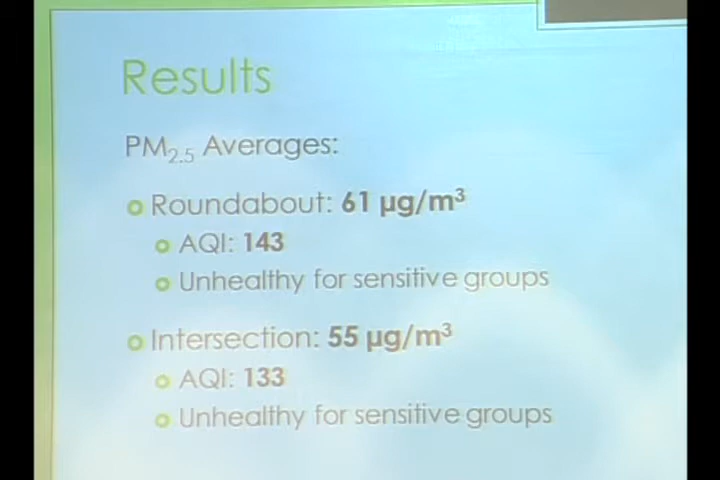 Results
PM2.5 Averages:
Roundabout: 61 µg/m³
AQI: 143
Unhealthy for sensitive groups
Intersection: 55 µg/m³
AQI: 133
Unhealthy for sensitive groups